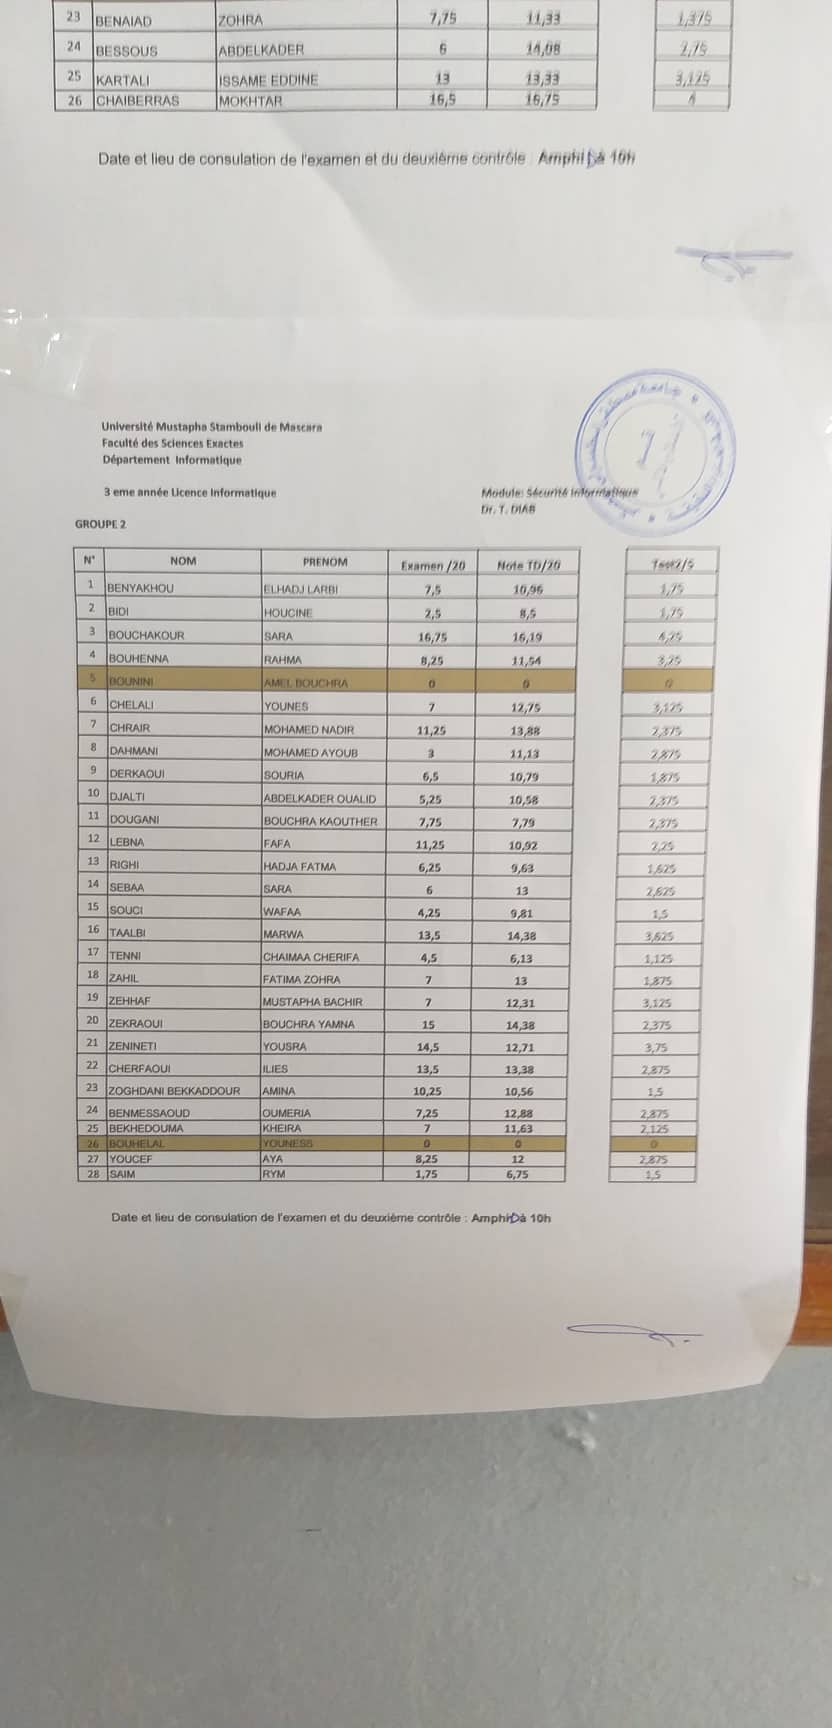 23 BENAIAD ZOHRA 7,75 11,33 1,375
24 BESSOUS ABDELKADER 6 14,08 2,75
25 KARTALI ISSAME EDDINE 13 13,33 3,125
26 CHAIBERRAS MOKHTAR 16,5 16,75 4
Date et lieu de consulation de l'examen et du deuxième contrôle : Amphi D à 10h
Université Mustapha Stambouli de Mascara
Faculté des Sciences Exactes
Département Informatique
3 eme année Licence Informatique Module: Sécurité Informatique
Dr. T. DIAB
GROUPE 2
N° NOM PRENOM Examen /20 Note TD/20 Test2/5
1 BENYAKHOU ELHADJ LARBI 7,5 10,96 1,75
2 BIDI HOUCINE 2,5 8,5 1,75
3 BOUCHAKOUR SARA 16,75 16,19 4,25
4 BOUHENNA RAHMA 8,25 11,54 3,25
5 BOUNINI AMEL BOUCHRA 0 0 0
6 CHELALI YOUNES 7 12,75 3,125
7 CHRAIR MOHAMED NADIR 11,25 13,88 2,375
8 DAHMANI MOHAMED AYOUB 3 11,13 2,875
9 DERKAOUI SOURIA 6,5 10,79 1,875
10 DJALTI ABDELKADER OUALID 5,25 10,58 2,375
11 DOUGANI BOUCHRA KAOUTHER 7,75 7,79 2,375
12 LEBNA FAFA 11,25 10,92 2,25
13 RIGHI HADJA FATMA 6,25 9,63 1,625
14 SEBAA SARA 6 13 2,625
15 SOUCI WAFAA 4,25 9,81 1,5
16 TAALBI MARWA 13,5 14,38 3,625
17 TENNI CHAIMAA CHERIFA 4,5 6,13 1,125
18 ZAHIL FATIMA ZOHRA 7 13 1,875
19 ZEHHAF MUSTAPHA BACHIR 7 12,31 3,125
20 ZEKRAOUI BOUCHRA YAMNA 15 14,38 2,375
21 ZENINETI YOUSRA 14,5 12,71 3,75
22 CHERFAOUI ILIES 13,5 13,38 2,875
23 ZOGHDANI BEKKADDOUR AMINA 10,25 10,56 1,5
24 BENMESSAOUD OUMERIA 7,25 12,88 2,875
25 BEKHEDOUMA KHEIRA 7 11,63 2,125
26 BOUHELAL YOUNESS 0 0 0
27 YOUCEF AYA 8,25 12 2,875
28 SAIM RYM 1,75 6,75 1,5
Date et lieu de consulation de l'examen et du deuxième contrôle : Amphi D à 10h